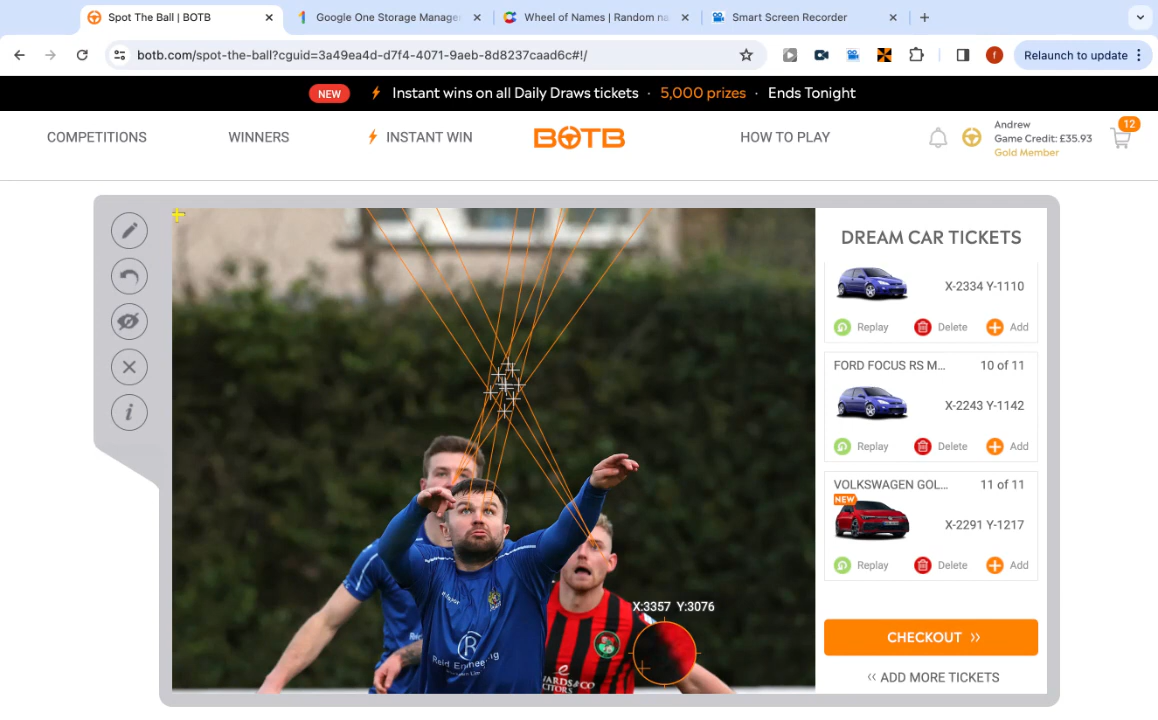 Spot The Ball | BOTB
Google One Storage Manage
Wheel of Names | Random na
Smart Screen Recorder
botb.com/spot-the-ball?cguid=3a49ea4d-d7f4-4071-9aeb-8d8237caad6c#!/
f
Relaunch to update
NEW Instant wins on all Daily Draws tickets · 5,000 prizes · Ends Tonight
COMPETITIONS
WINNERS
INSTANT WIN
BOTB
HOW TO PLAY
Andrew
Game Credit: £35.93
Gold Member
12
i
DREAM CAR TICKETS
X-2334 Y-1110
Replay Delete Add
FORD FOCUS RS M... 10 of 11
X-2243 Y-1142
Replay Delete Add
VOLKSWAGEN GOL... 11 of 11
NEW
X-2291 Y-1217
Replay Delete Add
CHECKOUT
ADD MORE TICKETS
X:3357 Y:3076
R
Reid Engineering